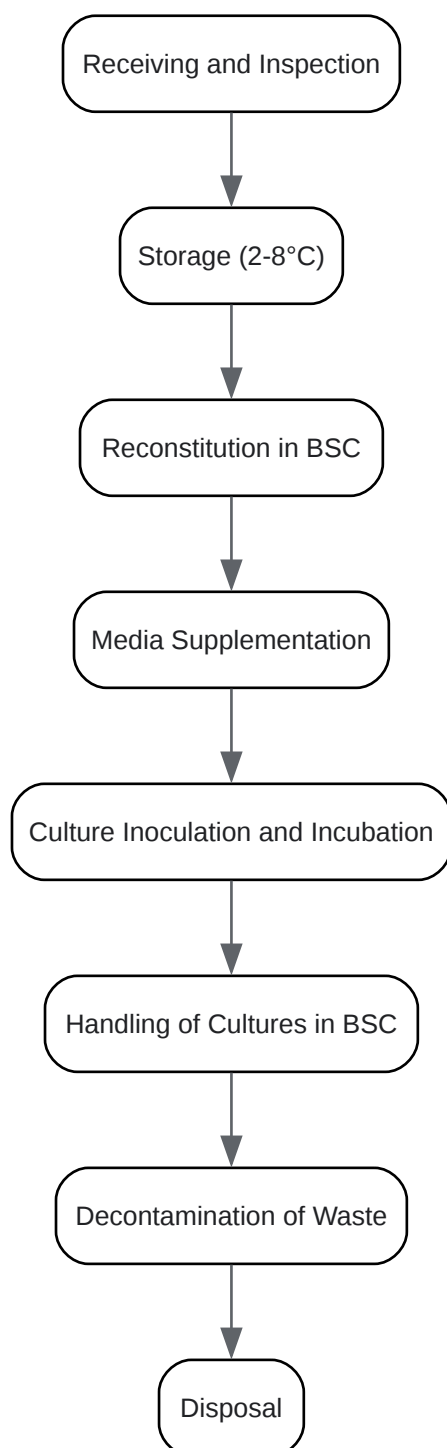 Receiving and Inspection
Storage (2-8°C)
Reconstitution in BSC
Media Supplementation
Culture Inoculation and Incubation
Handling of Cultures in BSC
Decontamination of Waste
Disposal